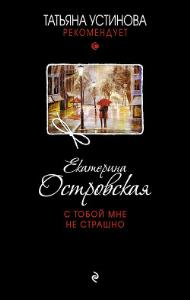 ТАТЬЯНА УСТИНОВА
РЕКОМЕНДУЕТ
Екатерина
Островская
С ТОБОЙ МНЕ
НЕ СТРАШНО